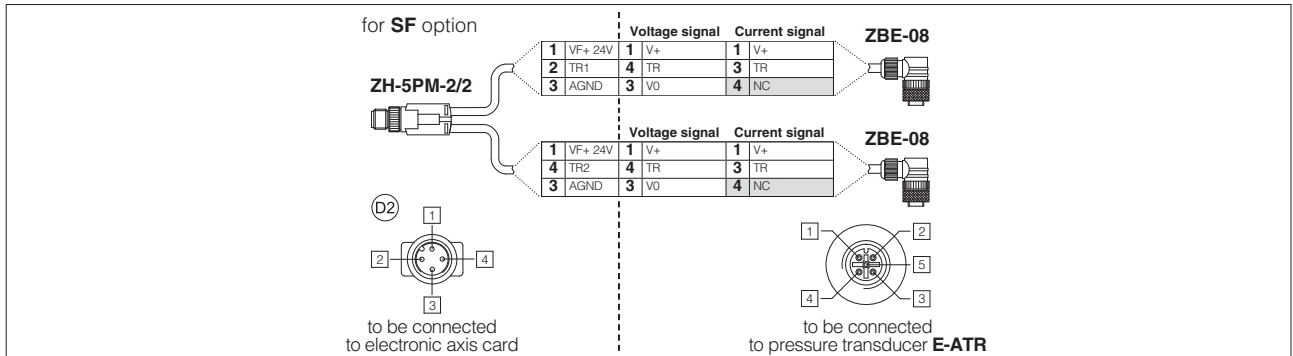 for SF option
ZH-5PM-2/2
Voltage signal Current signal
ZBE-08
1 VF+ 24V 1 V+ 1 V+
2 TR1 4 TR 3 TR
3 AGND 3 V0 4 NC
Voltage signal Current signal
ZBE-08
1 VF+ 24V 1 V+ 1 V+
4 TR2 4 TR 3 TR
3 AGND 3 V0 4 NC
D2
1
2 4
3
to be connected
to electronic axis card
1 2
5
4 3
to be connected
to pressure transducer E-ATR